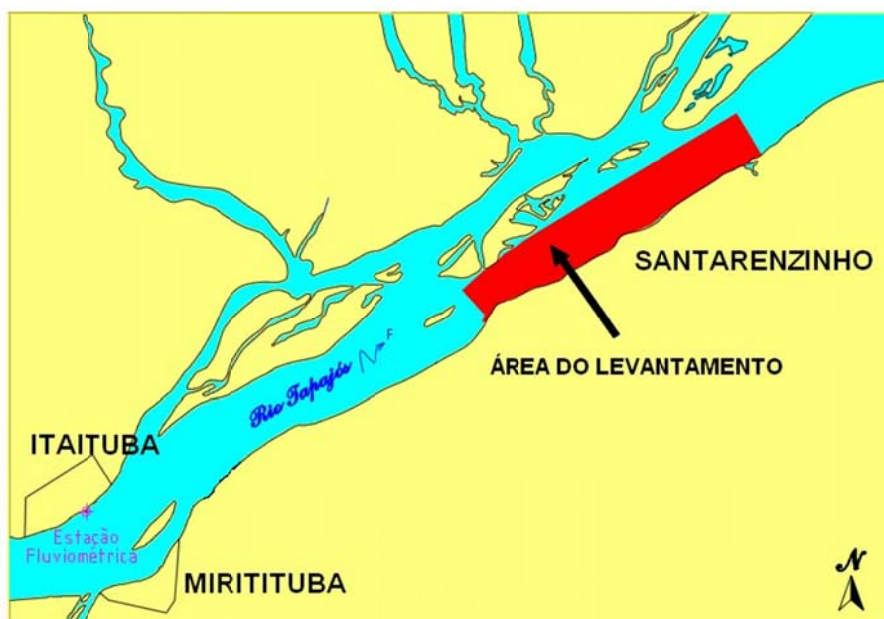 SANTARENZINHO
ÁREA DO LEVANTAMENTO
F
Rio Tapajós
ITAITUBA
Estação
Fluviométrica
MIRITITUBA
N